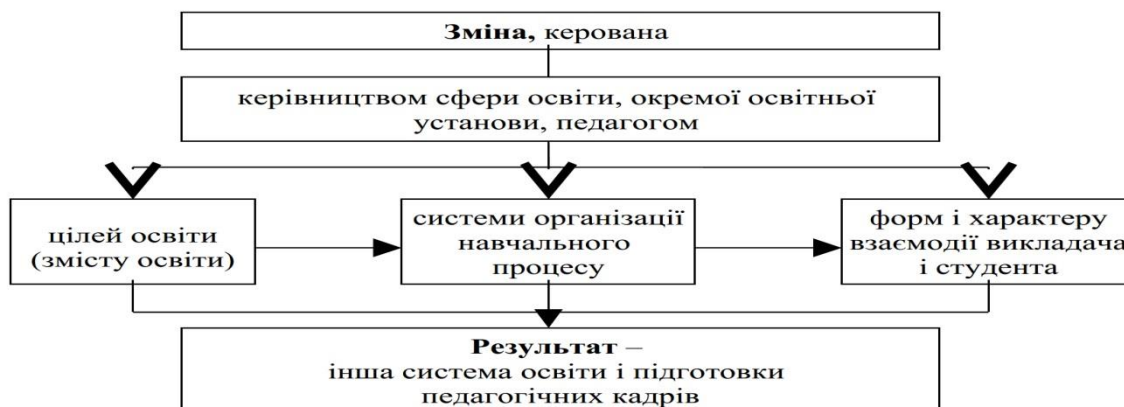 Зміна, керована
керівництвом сфери освіти, окремої освітньої
установи, педагогом
цілей освіти
(змісту освіти)
системи організації
навчального
процесу
форм і характеру
взаємодії викладача
і студента
Результат –
інша система освіти і підготовки
педагогічних кадрів